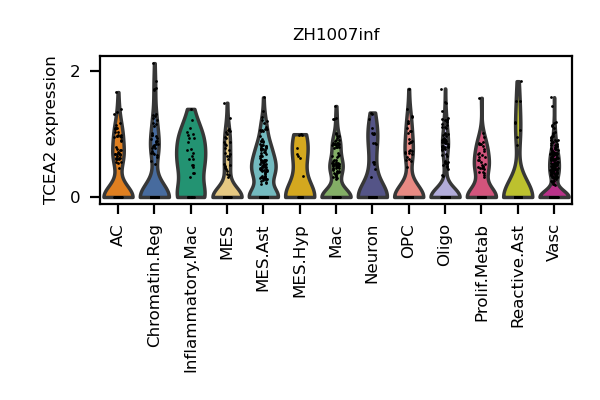 ZH1007inf
TCEA2 expression
2
0
AC
Chromatin.Reg
Inflammatory.Mac
MES
MES.Ast
MES.Hyp
Mac
Neuron
OPC
Oligo
Prolif.Metab
Reactive.Ast
Vasc